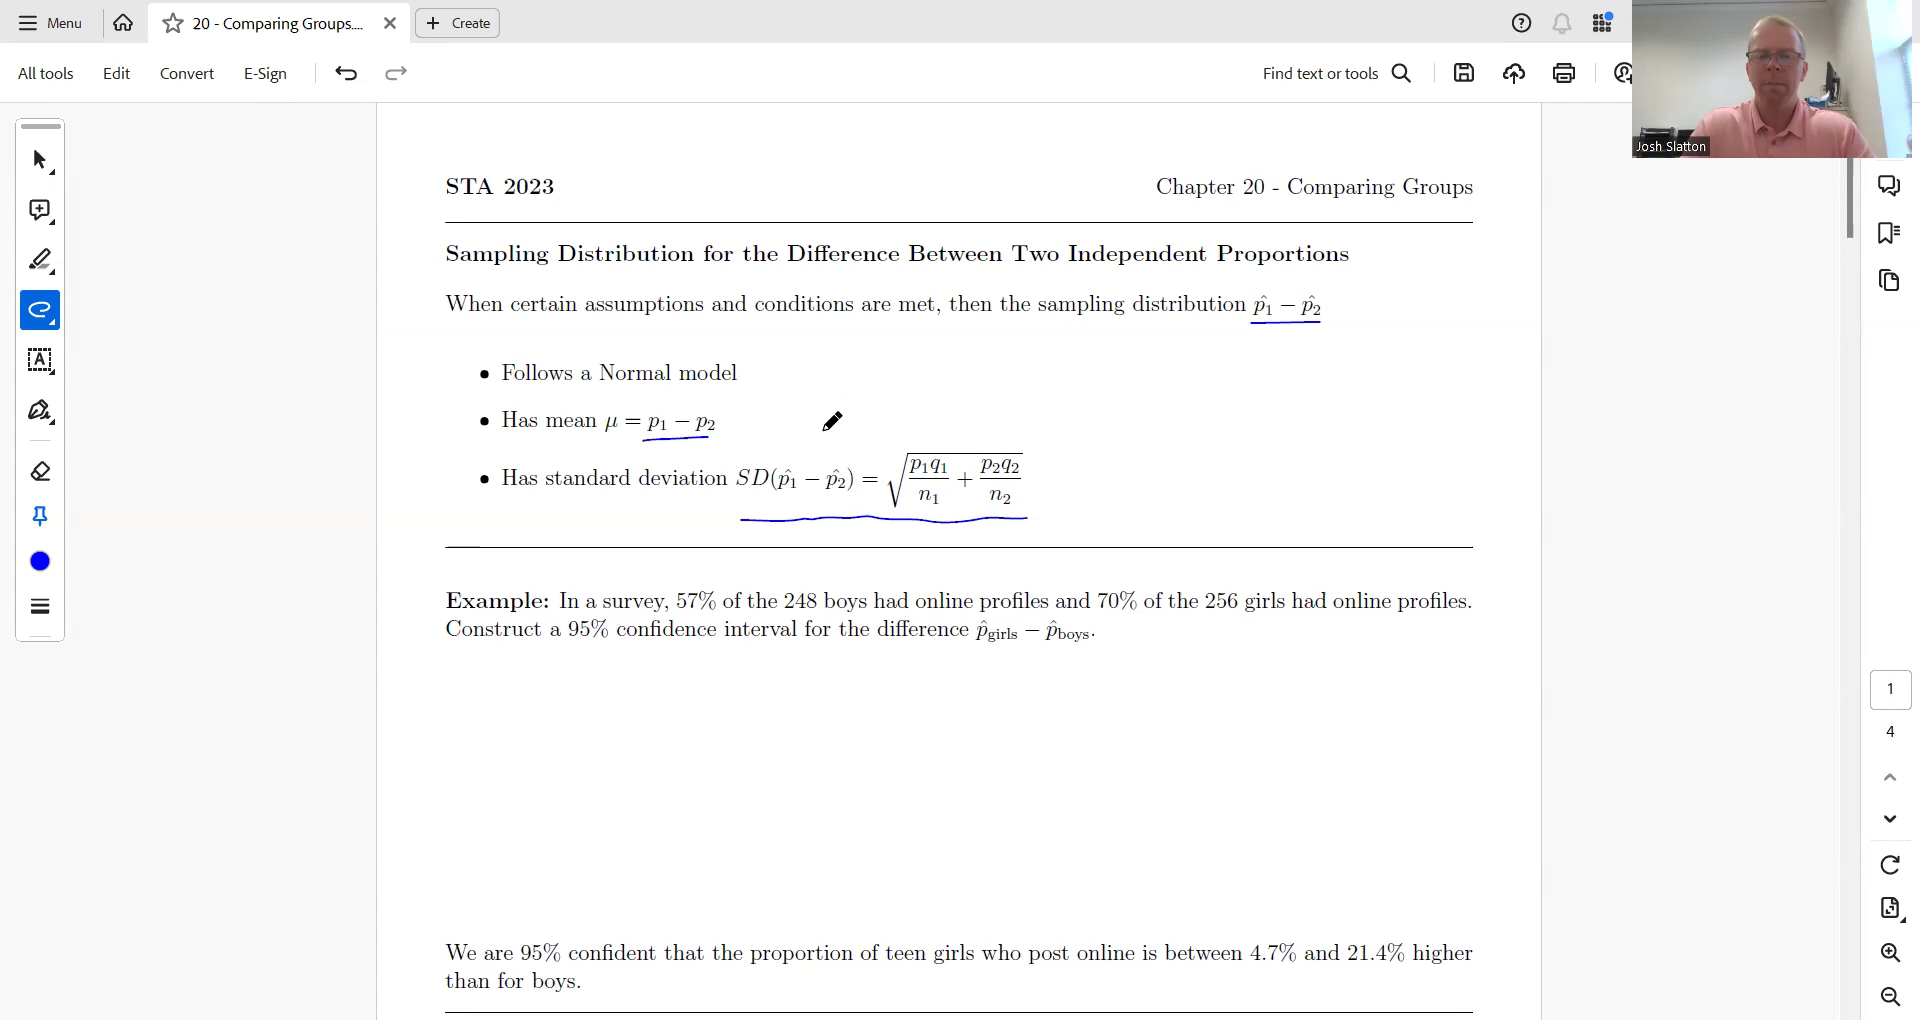 Menu
20 - Comparing Groups....
Create
All tools
Edit
Convert
E-Sign
Find text or tools
Josh Slatton
STA 2023
Chapter 20 - Comparing Groups
Sampling Distribution for the Difference Between Two Independent Proportions
When certain assumptions and conditions are met, then the sampling distribution p̂₁ − p̂₂
• Follows a Normal model
• Has mean μ = p₁ − p₂
• Has standard deviation SD(p̂₁ − p̂₂) = √(p₁q₁/n₁ + p₂q₂/n₂)
Example: In a survey, 57% of the 248 boys had online profiles and 70% of the 256 girls had online profiles.
Construct a 95% confidence interval for the difference p̂girls − p̂boys.
We are 95% confident that the proportion of teen girls who post online is between 4.7% and 21.4% higher
than for boys.
1
4